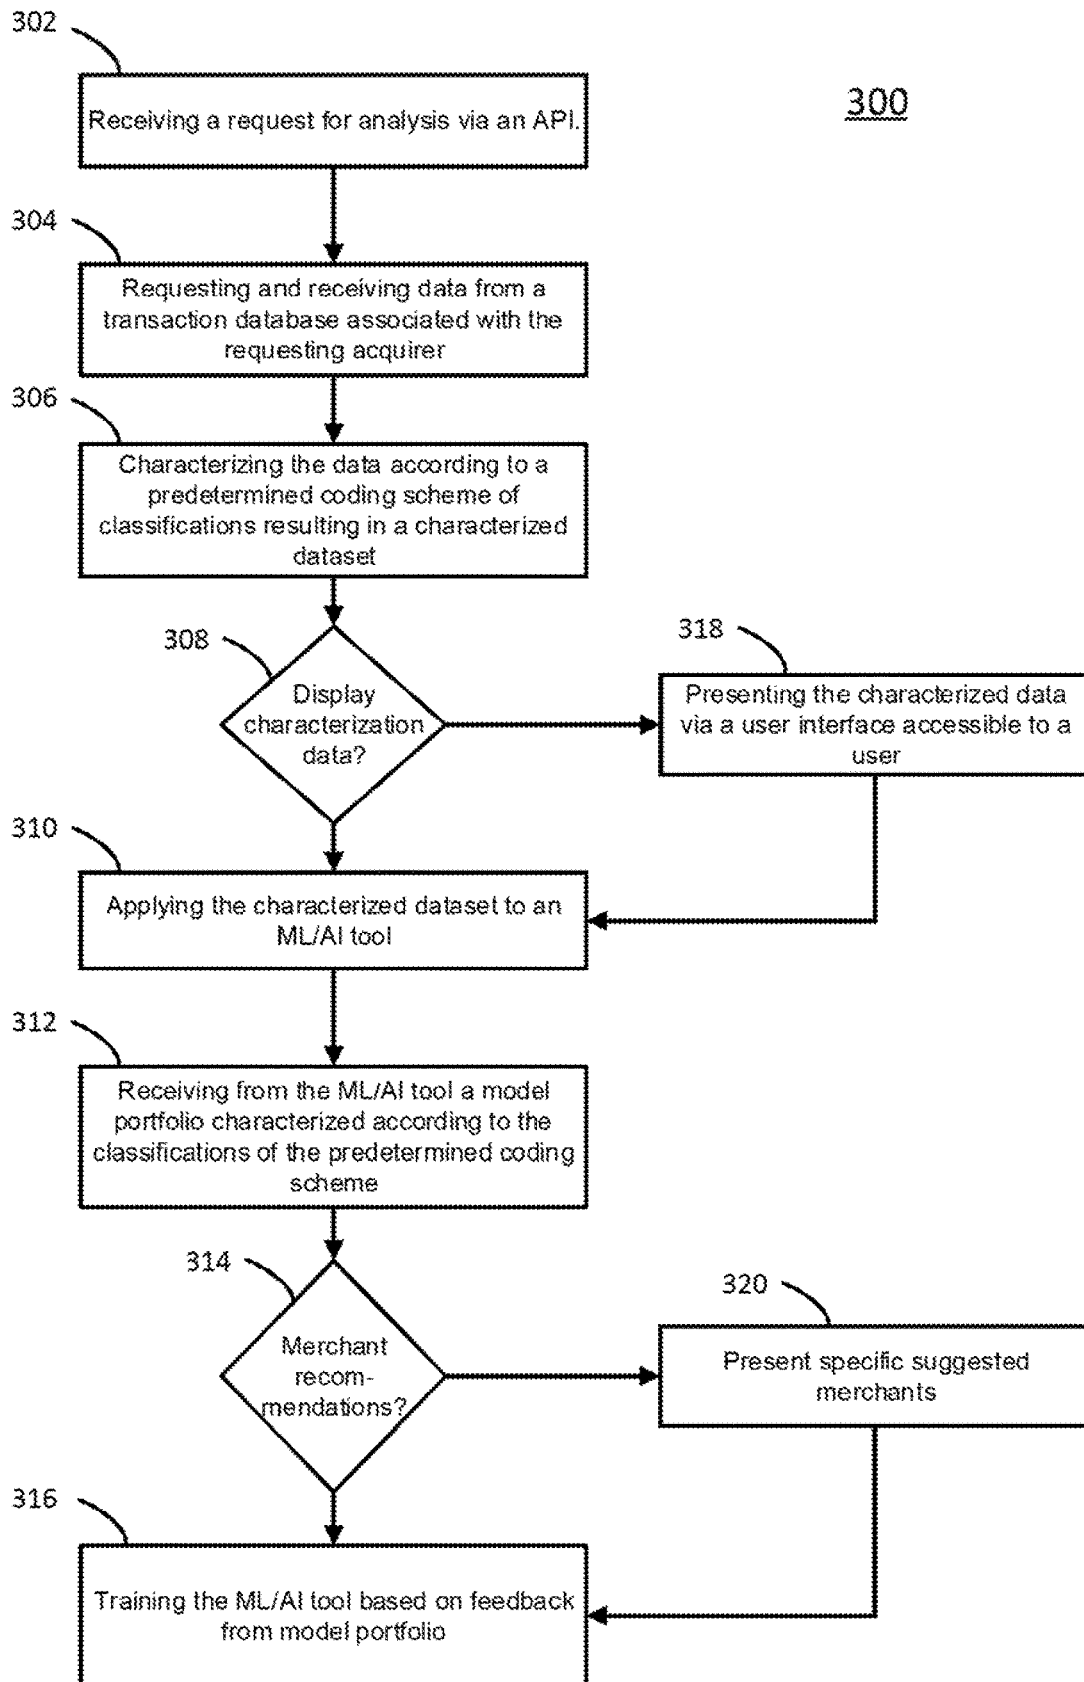 302
300
Receiving a request for analysis via an API.
304
Requesting and receiving data from a
transaction database associated with the
requesting acquirer
306
Characterizing the data according to a
predetermined coding scheme of
classifications resulting in a characterized
dataset
308
Display
characterization
data?
318
Presenting the characterized data
via a user interface accessible to a
user
310
Applying the characterized dataset to an
ML/AI tool
312
Receiving from the ML/AI tool a model
portfolio characterized according to the
classifications of the predetermined coding
scheme
314
Merchant
recom-
mendations?
320
Present specific suggested
merchants
316
Training the ML/AI tool based on feedback
from model portfolio